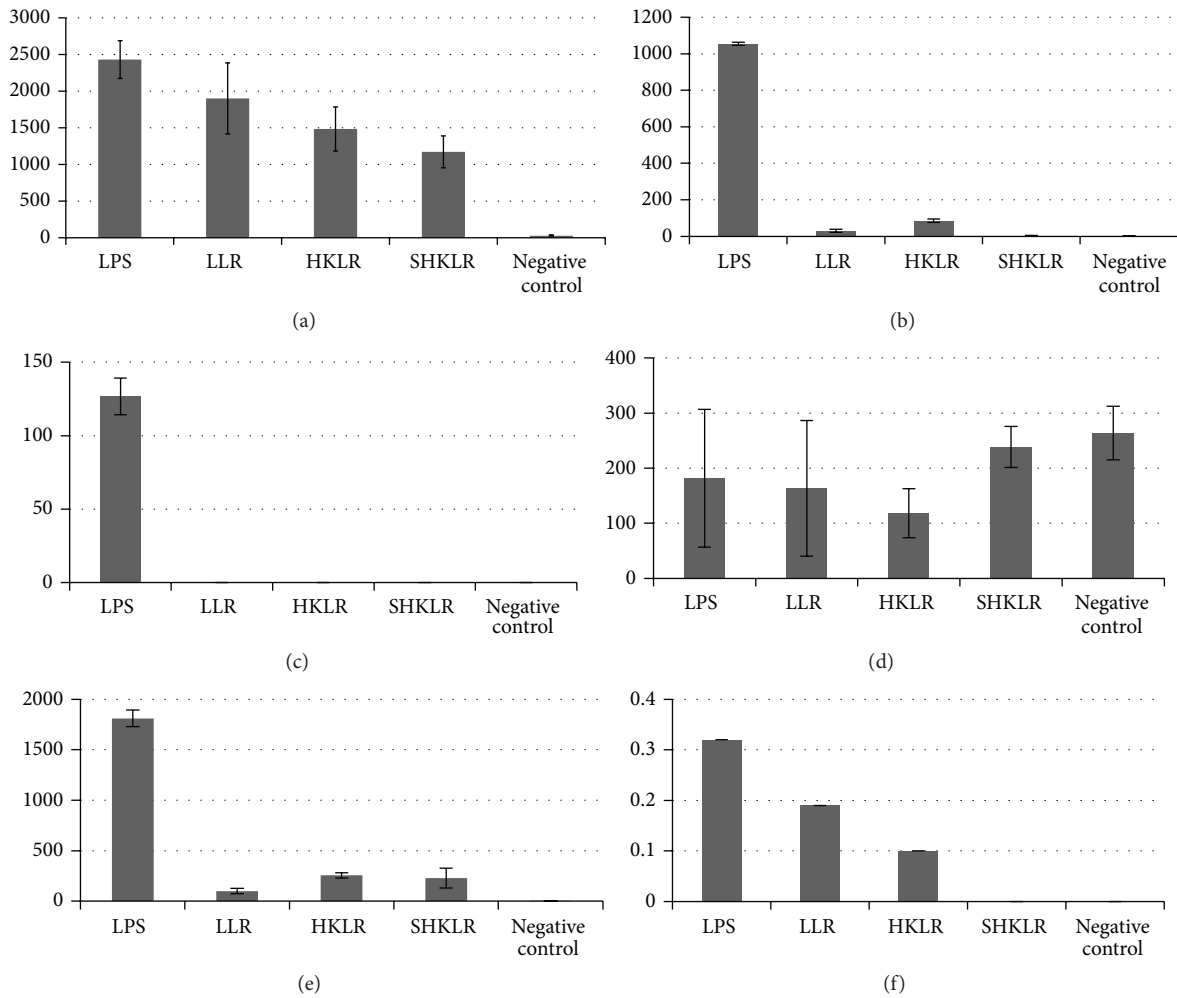 3000
2500
2000
1500
1000
500
0
LPS LLR HKLR SHKLR Negative
control
(a)
1200
1000
800
600
400
200
0
LPS LLR HKLR SHKLR Negative
control
(b)
150
100
50
0
LPS LLR HKLR SHKLR Negative
control
(c)
400
300
200
100
0
LPS LLR HKLR SHKLR Negative
control
(d)
2000
1500
1000
500
0
LPS LLR HKLR SHKLR Negative
control
(e)
0.4
0.3
0.2
0.1
0
LPS LLR HKLR SHKLR Negative
control
(f)